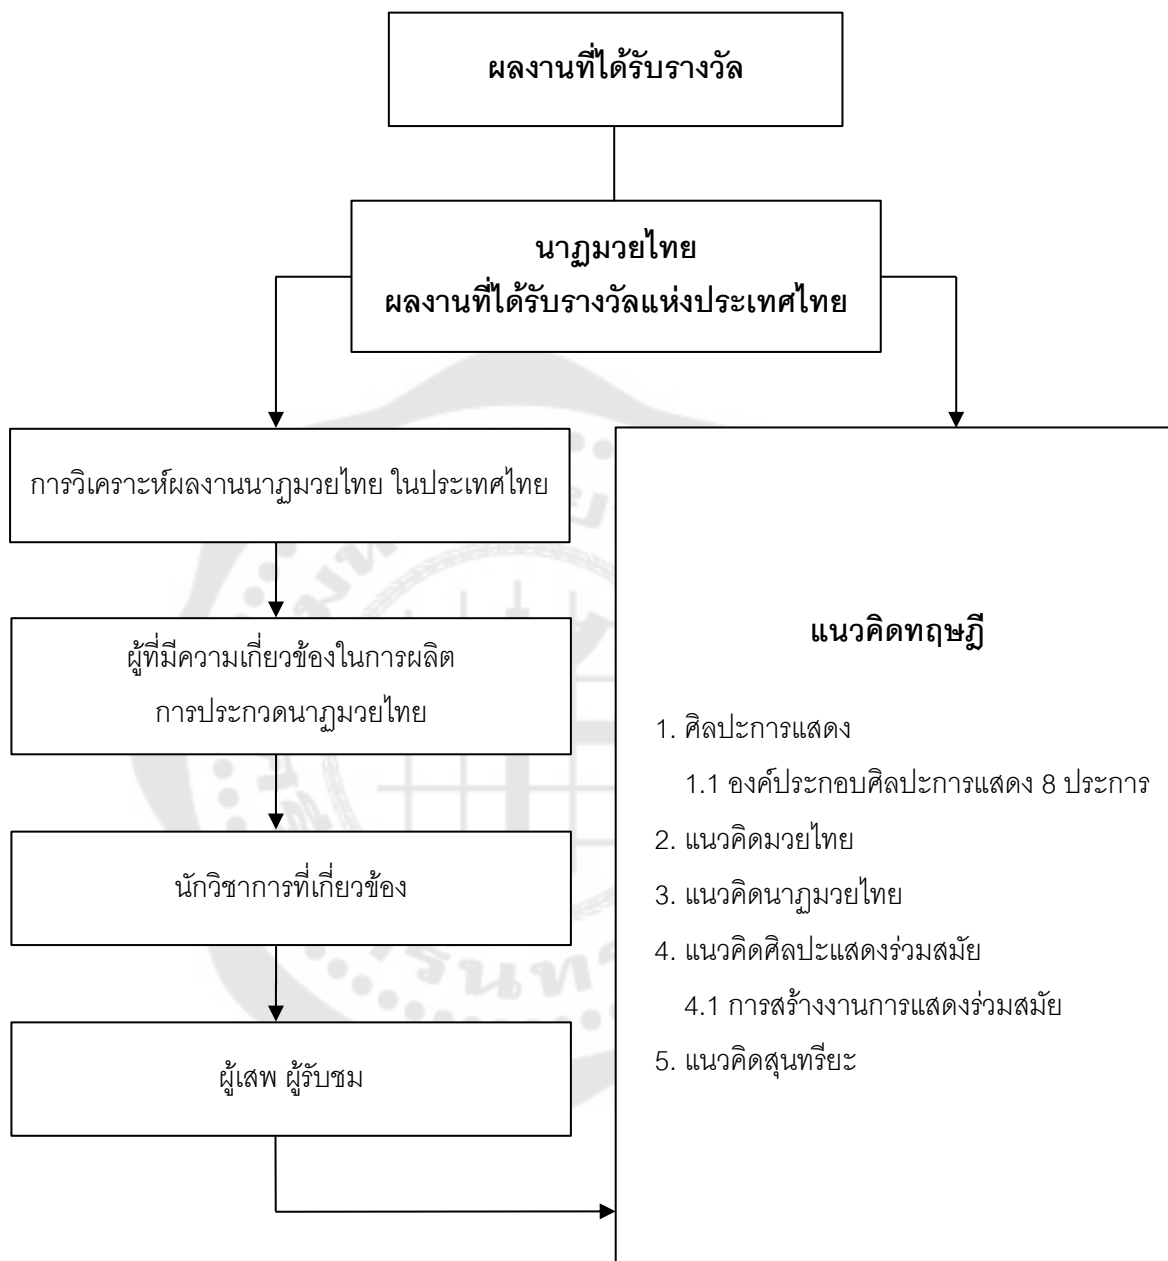 ผลงานที่ได้รับรางวัล
นาฏมวยไทย
ผลงานที่ได้รับรางวัลแห่งประเทศไทย
การวิเคราะห์ผลงานนาฏมวยไทย ในประเทศไทย
ผู้ที่มีความเกี่ยวข้องในการผลิต
การประกวดนาฏมวยไทย
นักวิชาการที่เกี่ยวข้อง
ผู้เสพ ผู้รับชม
แนวคิดทฤษฎี
1. ศิลปะการแสดง
1.1 องค์ประกอบศิลปะการแสดง 8 ประการ
2. แนวคิดมวยไทย
3. แนวคิดนาฏมวยไทย
4. แนวคิดศิลปะแสดงร่วมสมัย
4.1 การสร้างงานการแสดงร่วมสมัย
5. แนวคิดสุนทรียะ